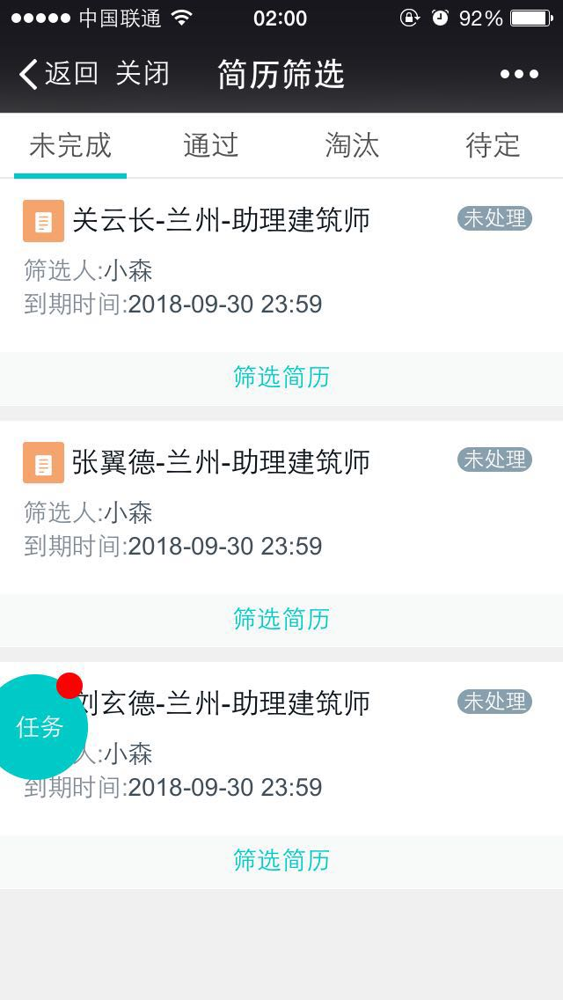 中国联通 02:00 92%
返回 关闭 简历筛选
未完成 通过 淘汰 待定
关云长-兰州-助理建筑师 未处理
筛选人:小森
到期时间:2018-09-30 23:59
筛选简历
张翼德-兰州-助理建筑师 未处理
筛选人:小森
到期时间:2018-09-30 23:59
筛选简历
刘玄德-兰州-助理建筑师 未处理
任务
人:小森
到期时间:2018-09-30 23:59
筛选简历